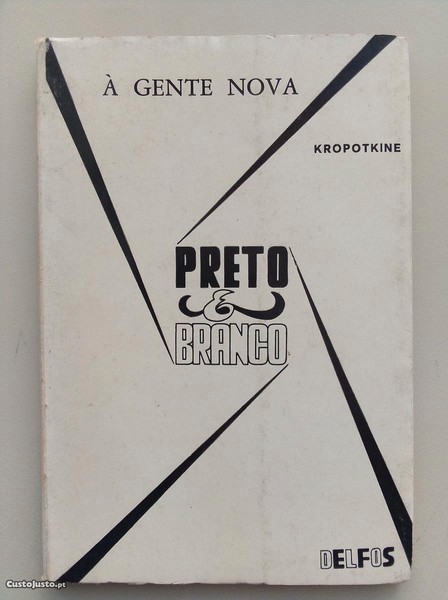 À GENTE NOVA
KROPOTKINE
PRETO
&
BRANCO
DELFOS
CustoJusto.pt